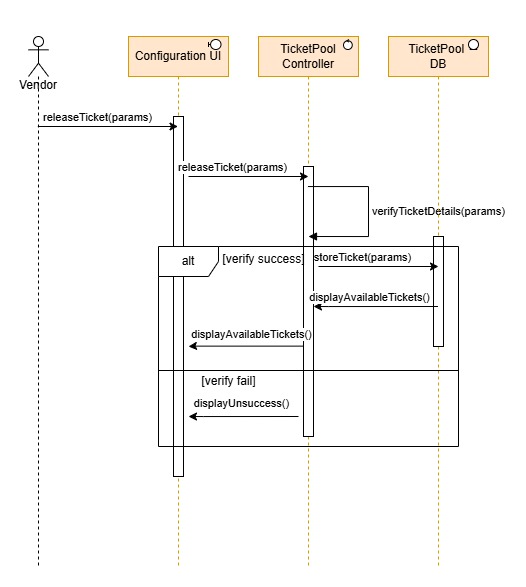 Configuration UI
TicketPool
Controller
TicketPool
DB
Vendor
releaseTicket(params)
releaseTicket(params)
verifyTicketDetails(params)
alt
[verify success]
storeTicket(params)
displayAvailableTickets()
displayAvailableTickets()
[verify fail]
displayUnsuccess()